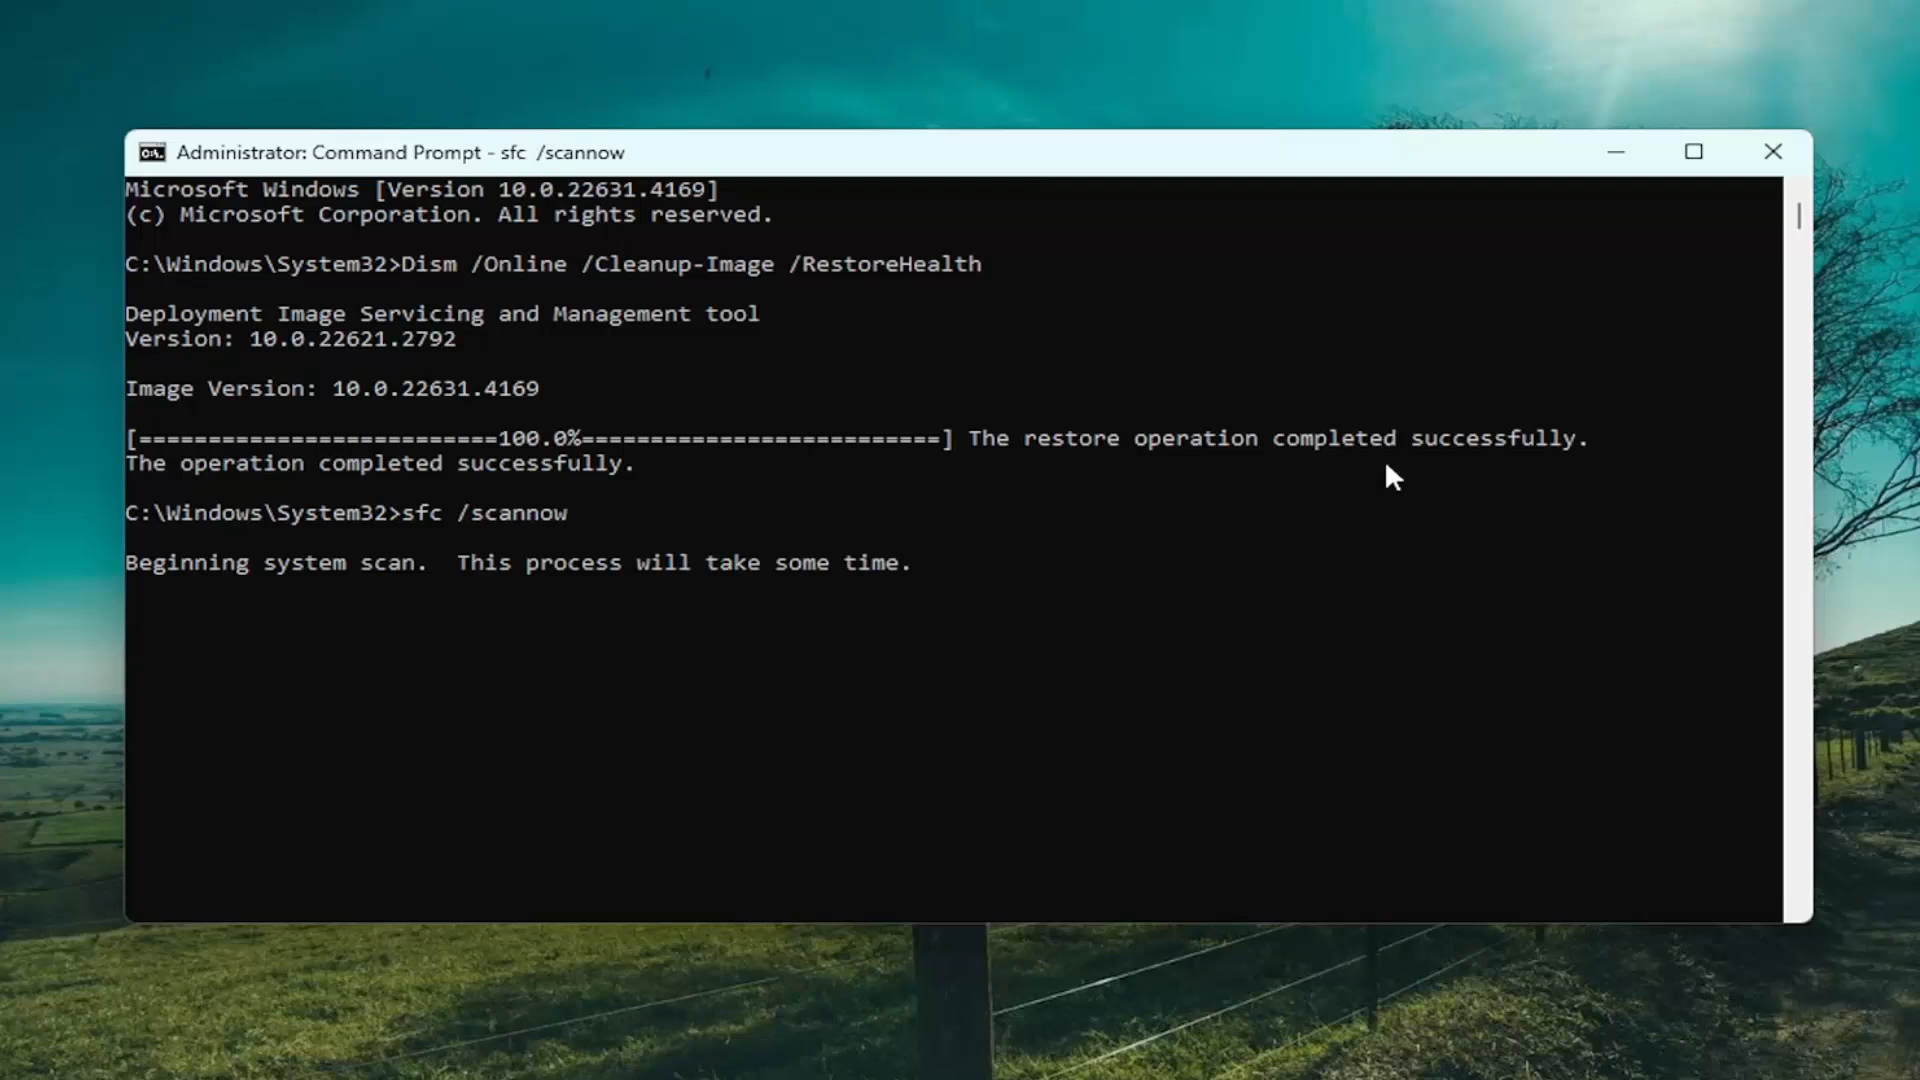 Administrator: Command Prompt - sfc  /scannow
Microsoft Windows [Version 10.0.22631.4169]
(c) Microsoft Corporation. All rights reserved.
C:\Windows\System32>Dism /Online /Cleanup-Image /RestoreHealth
Deployment Image Servicing and Management tool
Version: 10.0.22621.2792
Image Version: 10.0.22631.4169
[==========================100.0%==========================] The restore operation completed successfully.
The operation completed successfully.
C:\Windows\System32>sfc /scannow
Beginning system scan.  This process will take some time.